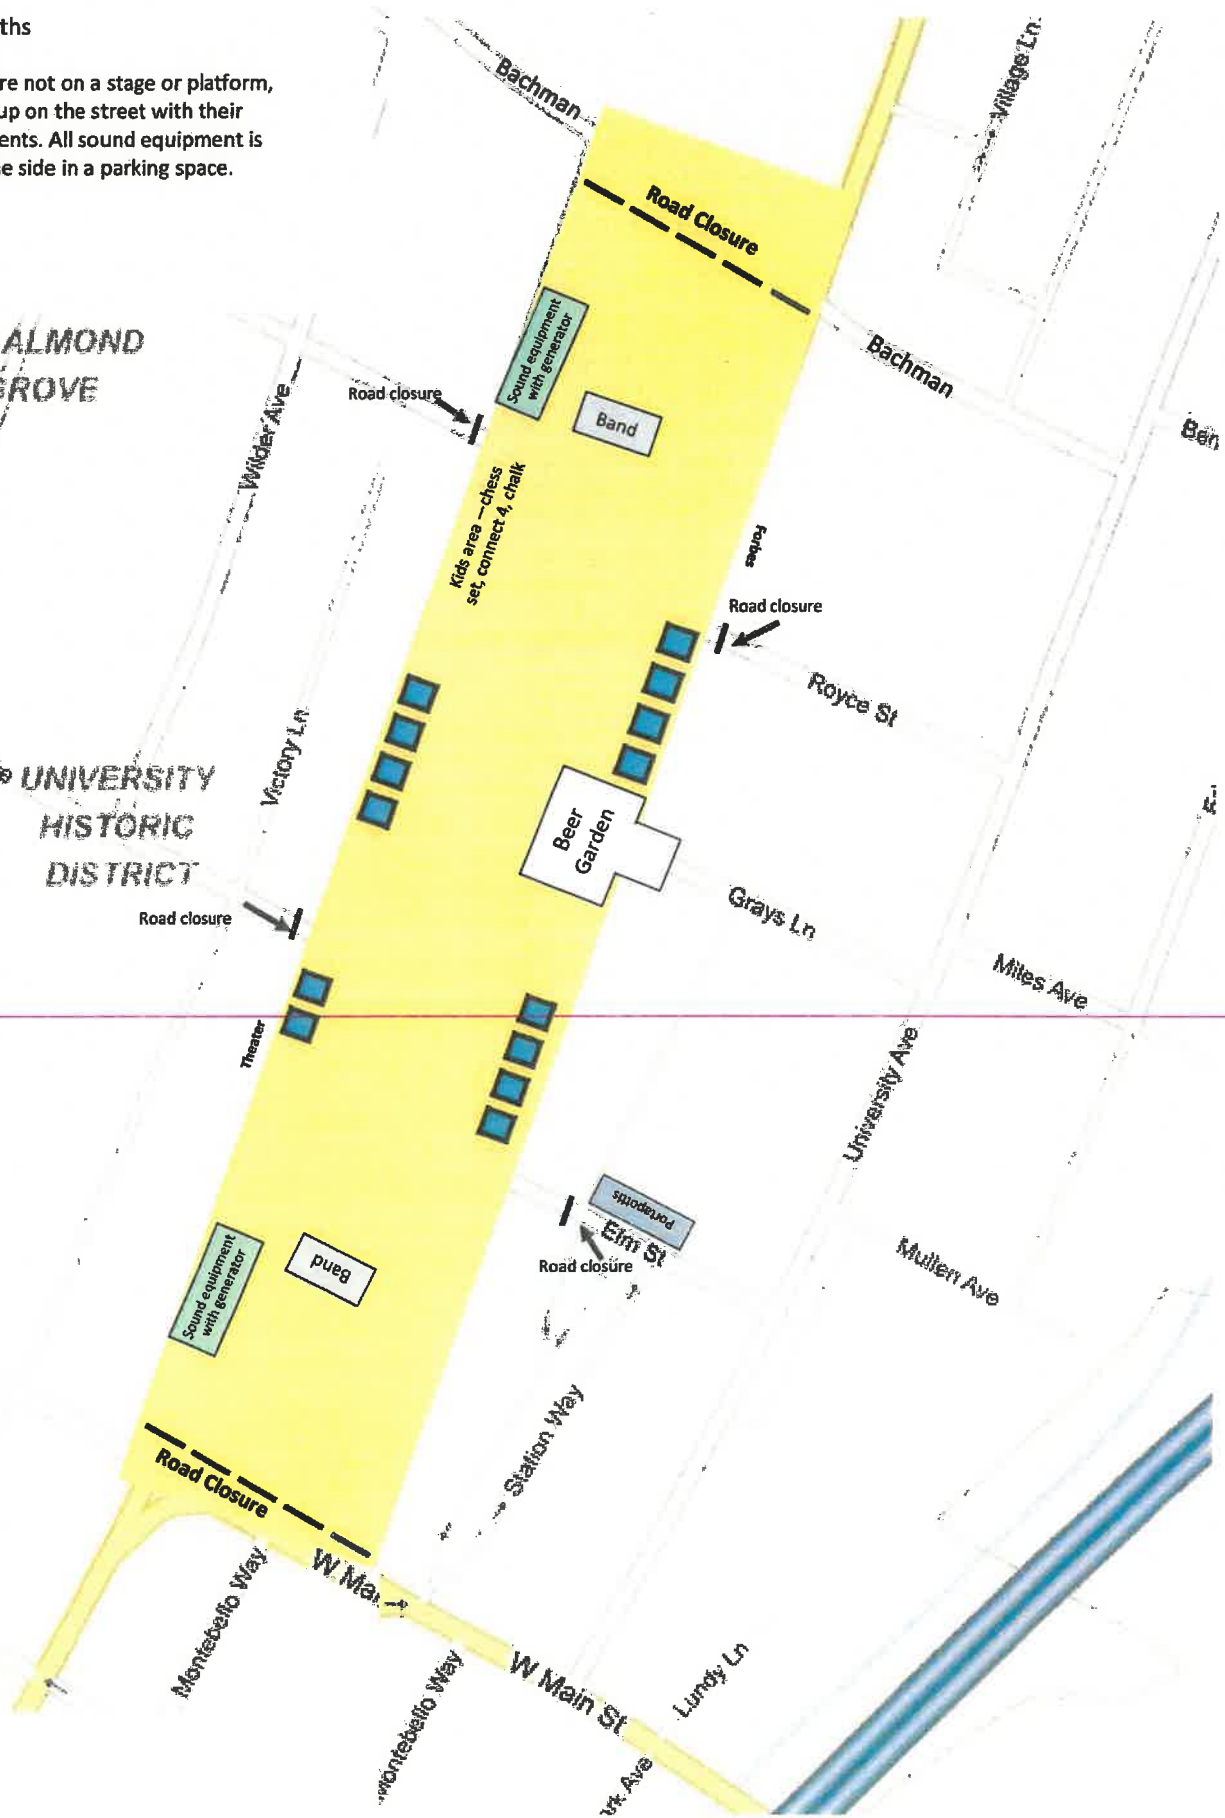 ths
re not on a stage or platform,
up on the street with their
ents. All sound equipment is
e side in a parking space.
Bachman
Village Ln
Road Closure
ALMOND
GROVE
Sound equipment
with generator
Road closure
Band
Bachman
Wilder Ave
Kids area —chess
set, connect 4, chalk
Forbes
Road closure
Royce St
Victory Ln
UNIVERSITY
HISTORIC
DISTRICT
Beer
Garden
Grays Ln
Road closure
Miles Ave
Theater
University Ave
Portapottis
Elm St
Road closure
Mullen Ave
Band
Sound equipment
with generator
Station Way
Road Closure
W Mai
Montebello Way
Montebello Way
W Main St
Lundy Ln
Ave